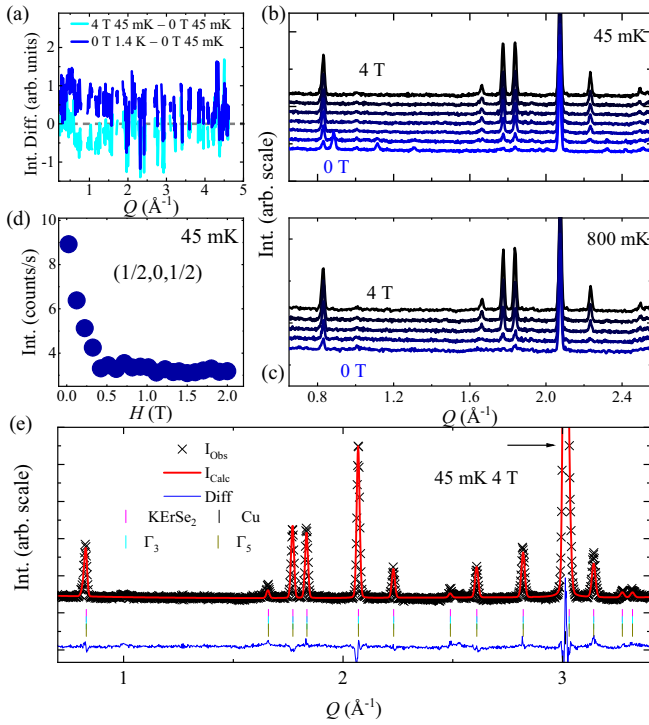 (a)
4 T 45 mK – 0 T 45 mK
0 T 1.4 K – 0 T 45 mK
Int. Diff. (arb. units)
2
1
0
-1
1 2 3 4 5
Q (Å⁻¹)
(b)
45 mK
4 T
0 T
Int. (arb. scale)
(d)
45 mK
(1/2,0,1/2)
Int. (counts/s)
10
8
6
4
0.0 0.5 1.0 1.5 2.0
H (T)
800 mK
4 T
0 T
(c)
0.8 1.2 1.6 2.0 2.4
Q (Å⁻¹)
(e)
I_Obs
I_Calc
Diff
KErSe₂
Cu
Γ₃
Γ₅
45 mK 4 T
Int. (arb. scale)
1 2 3
Q (Å⁻¹)